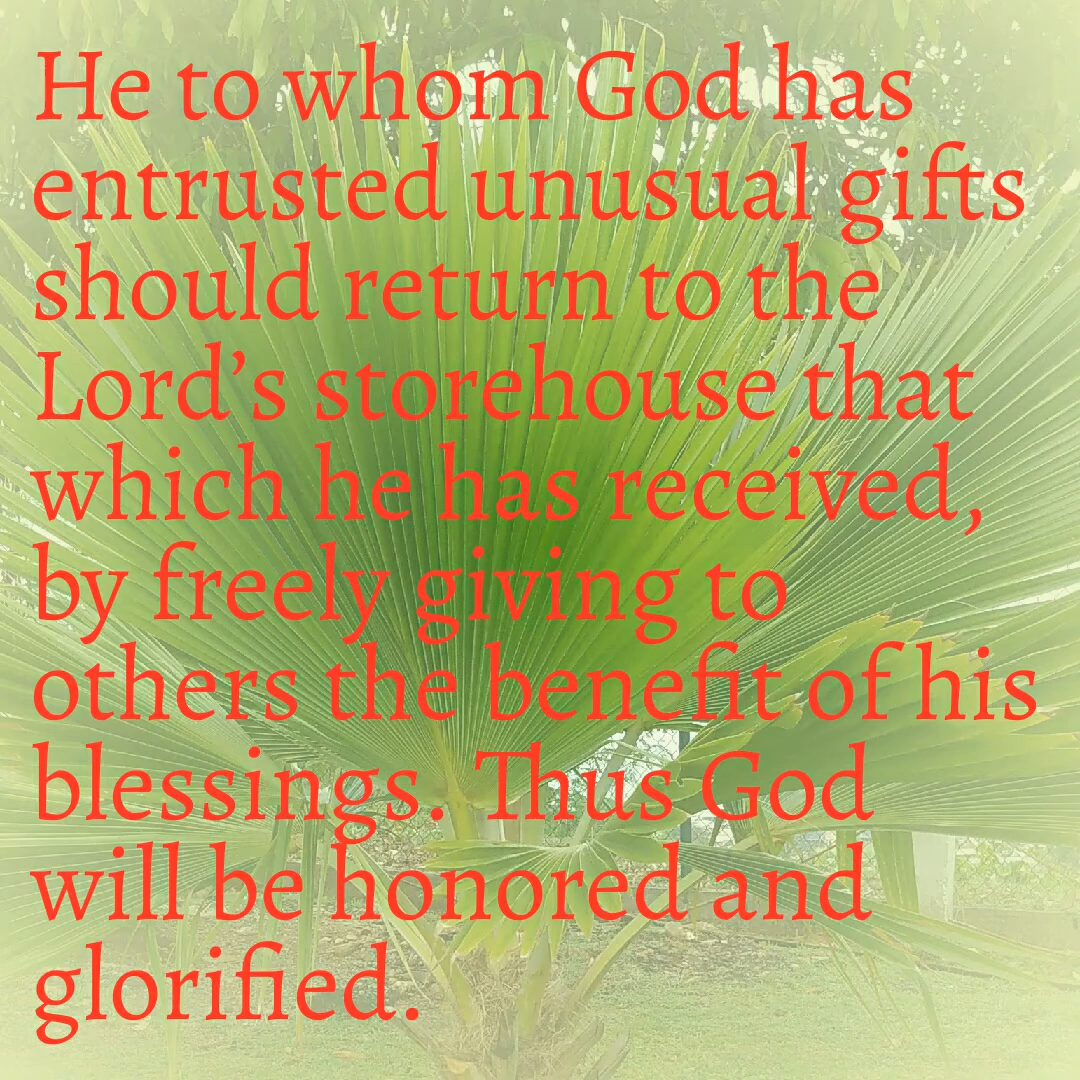 He to whom God has
entrusted unusual gifts
should return to the
Lord’s storehouse that
which he has received,
by freely giving to
others the benefit of his
blessings. Thus God
will be honored and
glorified.